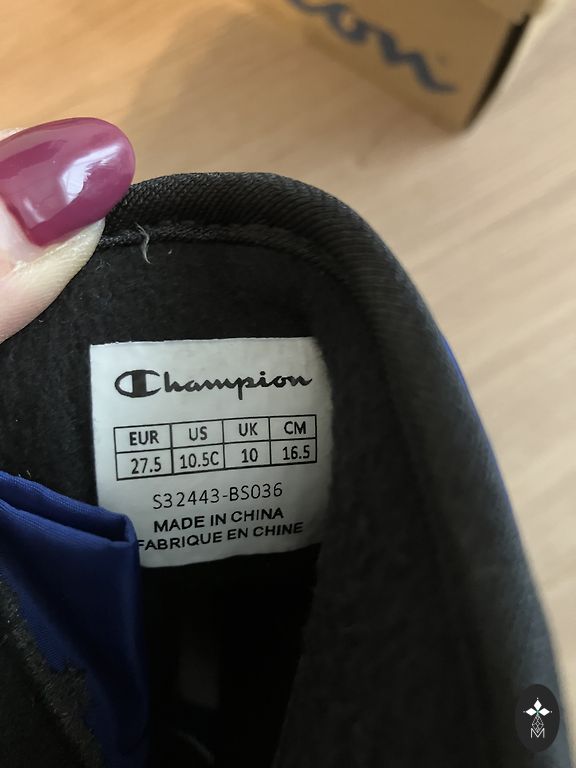 Champion
EUR US UK CM
27.5 10.5C 10 16.5
S32443-BS036
MADE IN CHINA
FABRIQUE EN CHINE